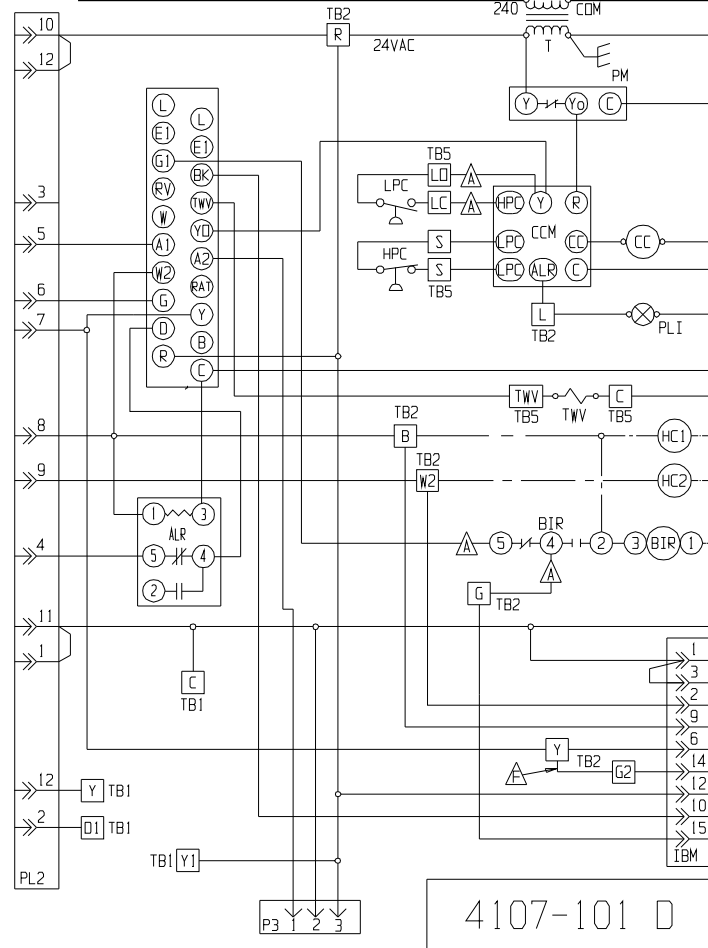 240 COM
TB2
10
R
24VAC
T
12
PM
Y Yo C
L
L
E1
E1
G1
BK
TB5
LO A
LPC
RV
TWV
LC A HPC Y R
3
W
YO
CCM
5
A1
HPC
S LPC CC CC
A2
W2
S LPC ALR C
RAT
TB5
6
G
Y
L
PLI
7
D
B
TB2
R
C
TWV TWV C
TB5 TB5
TB2
8
B
HC1
TB2
9
W2
HC2
1 3
ALR
BIR
4
5 4
A 5 4 2 3 BIR 1
A
2
G
TB2
11
1
C
TB1
1
3
2
9
6
Y
TB2
14
F
G2
12
Y TB1
12
10
2
D1 TB1
15
IBM
TB1 Y1
PL2
P3 1 2 3
4107-101 D